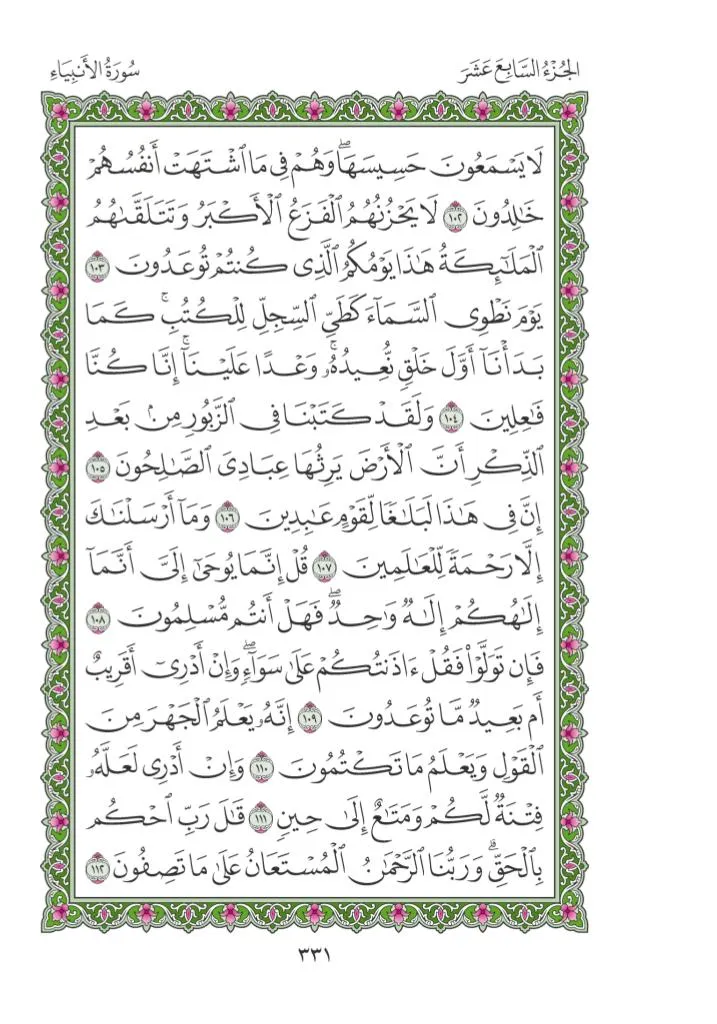 الجُزْءُ السَّابِعَ عَشَرَ
سُورَةُ الأَنبِيَاءِ
لَا يَسْمَعُونَ حَسِيسَهَاۖ وَهُمْ فِي مَا ٱشْتَهَتْ أَنفُسُهُمْ
خَٰلِدُونَ ١٠٢ لَا يَحْزُنُهُمُ ٱلْفَزَعُ ٱلْأَكْبَرُ وَتَتَلَقَّىٰهُمُ
ٱلْمَلَٰٓئِكَةُ هَٰذَا يَوْمُكُمُ ٱلَّذِي كُنتُمْ تُوعَدُونَ ١٠٣
يَوْمَ نَطْوِي ٱلسَّمَآءَ كَطَيِّ ٱلسِّجِلِّ لِلْكُتُبِۚ كَمَا
بَدَأْنَآ أَوَّلَ خَلْقٍ نُّعِيدُهُۥۚ وَعْدًا عَلَيْنَآۚ إِنَّا كُنَّا
فَٰعِلِينَ ١٠٤ وَلَقَدْ كَتَبْنَا فِي ٱلزَّبُورِ مِنۢ بَعْدِ
ٱلذِّكْرِ أَنَّ ٱلْأَرْضَ يَرِثُهَا عِبَادِيَ ٱلصَّٰلِحُونَ ١٠٥
إِنَّ فِي هَٰذَا لَبَلَٰغًا لِّقَوْمٍ عَٰبِدِينَ ١٠٦ وَمَآ أَرْسَلْنَٰكَ
إِلَّا رَحْمَةً لِّلْعَٰلَمِينَ ١٠٧ قُلْ إِنَّمَا يُوحَىٰٓ إِلَيَّ أَنَّمَآ
إِلَٰهُكُمْ إِلَٰهٌ وَٰحِدٌۖ فَهَلْ أَنتُم مُّسْلِمُونَ ١٠٨
فَإِن تَوَلَّوْا۟ فَقُلْ ءَاذَنتُكُمْ عَلَىٰ سَوَآءٍۖ وَإِنْ أَدْرِيٓ أَقَرِيبٌ
أَم بَعِيدٌ مَّا تُوعَدُونَ ١٠٩ إِنَّهُۥ يَعْلَمُ ٱلْجَهْرَ مِنَ
ٱلْقَوْلِ وَيَعْلَمُ مَا تَكْتُمُونَ ١١٠ وَإِنْ أَدْرِي لَعَلَّهُۥ
فِتْنَةٌ لَّكُمْ وَمَتَٰعٌ إِلَىٰ حِينٍ ١١١ قَٰلَ رَبِّ ٱحْكُم
بِٱلْحَقِّۗ وَرَبُّنَا ٱلرَّحْمَٰنُ ٱلْمُسْتَعَانُ عَلَىٰ مَا تَصِفُونَ ١١٢
٣٣١